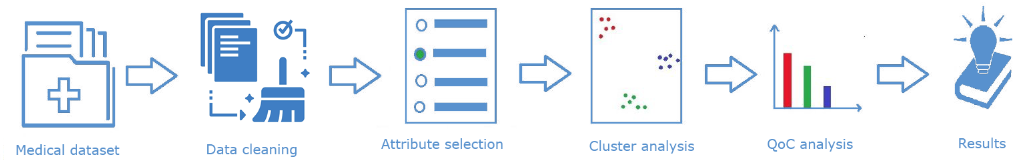 Medical dataset
Data cleaning
Attribute selection
Cluster analysis
QoC analysis
Results